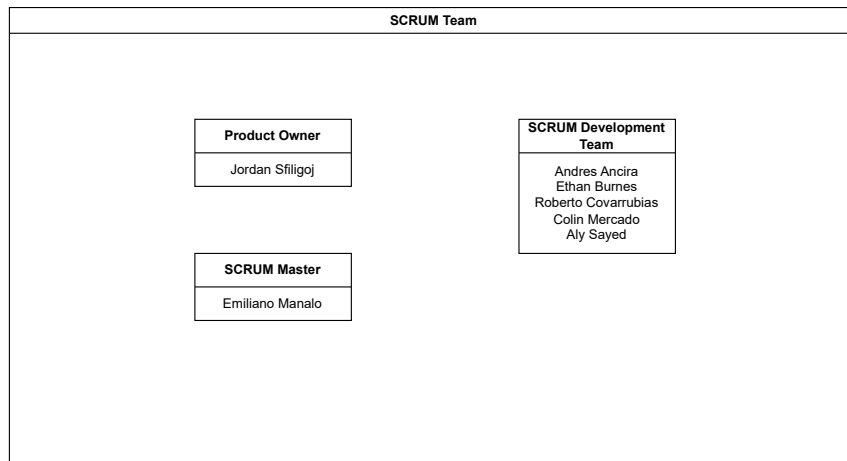 SCRUM Team
Product Owner
Jordan Sfiligoj
SCRUM Master
Emiliano Manalo
SCRUM Development
Team
Andres Ancira
Ethan Burnes
Roberto Covarrubias
Colin Mercado
Aly Sayed